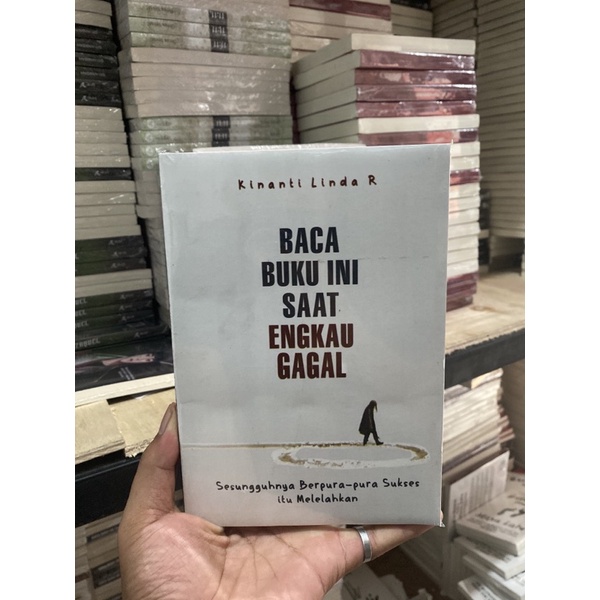 Kinanti Linda R
BACA
BUKU INI
SAAT
ENGKAU
GAGAL
Sesungguhnya Berpura-pura Sukses
itu Melelahkan